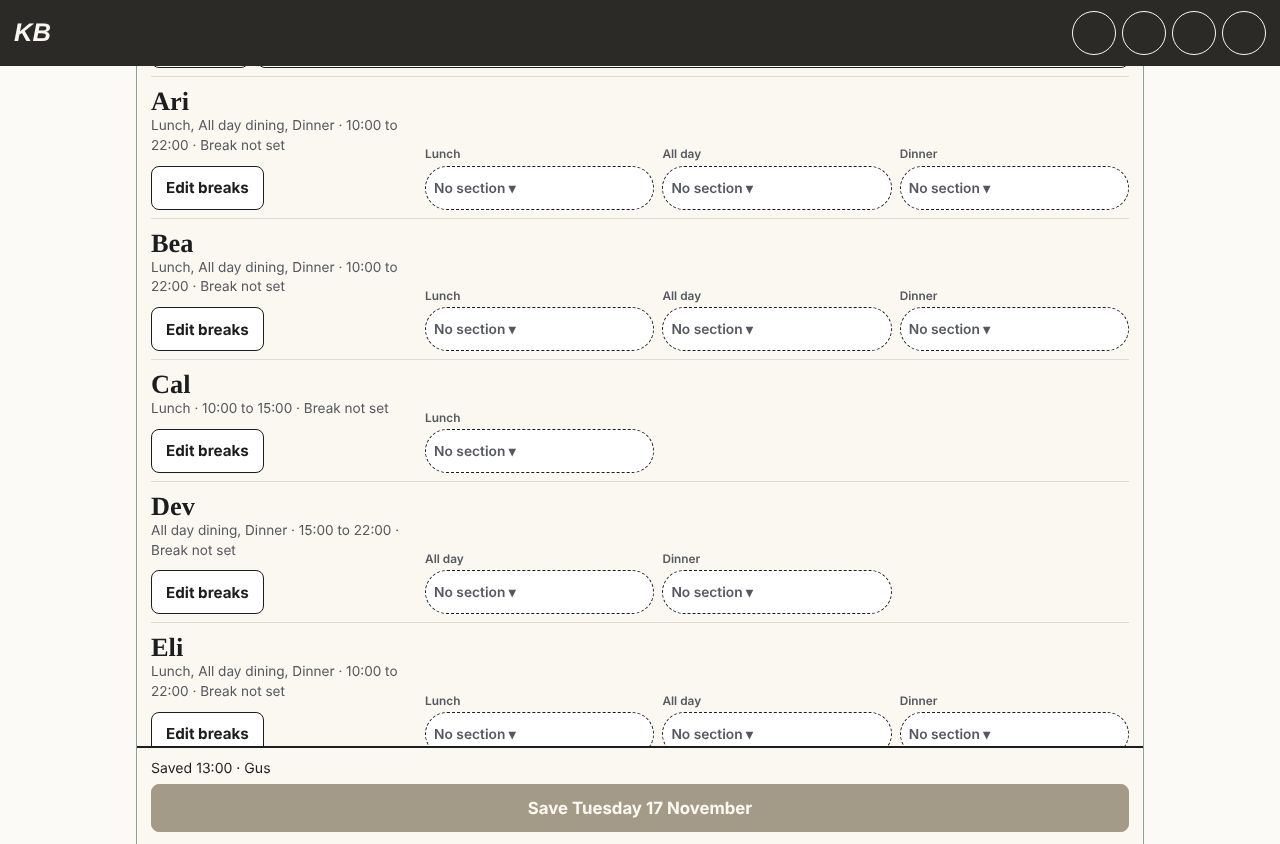 KB
Ari
Lunch, All day dining, Dinner · 10:00 to
22:00 · Break not set
Edit breaks
Lunch
No section ▾
All day
No section ▾
Dinner
No section ▾
Bea
Lunch, All day dining, Dinner · 10:00 to
22:00 · Break not set
Edit breaks
Lunch
No section ▾
All day
No section ▾
Dinner
No section ▾
Cal
Lunch · 10:00 to 15:00 · Break not set
Edit breaks
Lunch
No section ▾
Dev
All day dining, Dinner · 15:00 to 22:00 ·
Break not set
Edit breaks
All day
No section ▾
Dinner
No section ▾
Eli
Lunch, All day dining, Dinner · 10:00 to
22:00 · Break not set
Edit breaks
Lunch
No section ▾
All day
No section ▾
Dinner
No section ▾
Saved 13:00 · Gus
Save Tuesday 17 November